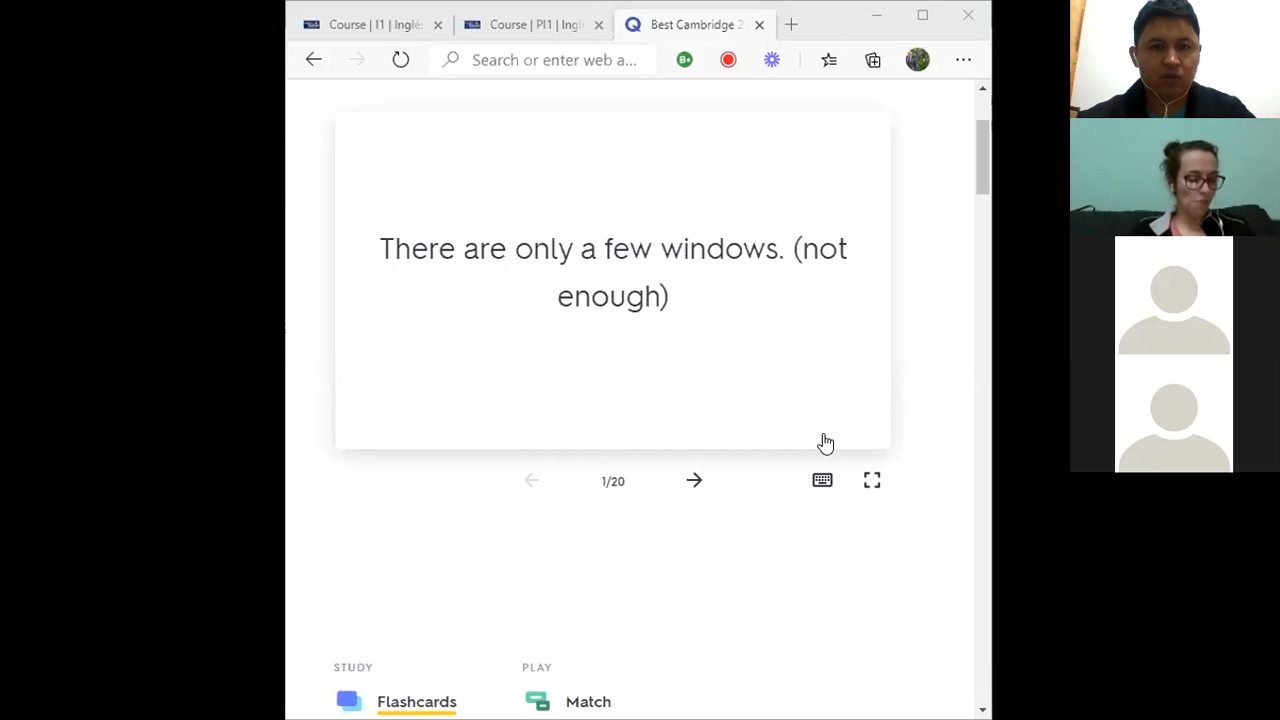 Course | I1 | Inglé
Course | PI1 | Ingl
Best Cambridge 2
Search or enter web a...
B+
There are only a few windows. (not
enough)
1/20
STUDY
PLAY
Flashcards
Match